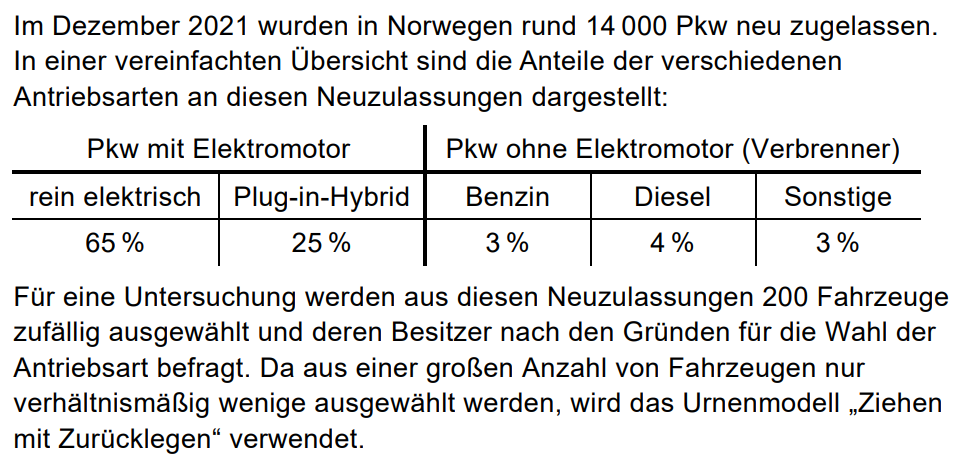 Im Dezember 2021 wurden in Norwegen rund 14 000 Pkw neu zugelassen.
In einer vereinfachten Übersicht sind die Anteile der verschiedenen
Antriebsarten an diesen Neuzulassungen dargestellt:
Pkw mit Elektromotor Pkw ohne Elektromotor (Verbrenner)
rein elektrisch Plug-in-Hybrid Benzin Diesel Sonstige
65 % 25 % 3 % 4 % 3 %
Für eine Untersuchung werden aus diesen Neuzulassungen 200 Fahrzeuge
zufällig ausgewählt und deren Besitzer nach den Gründen für die Wahl der
Antriebsart befragt. Da aus einer großen Anzahl von Fahrzeugen nur
verhältnismäßig wenige ausgewählt werden, wird das Urnenmodell „Ziehen
mit Zurücklegen“ verwendet.